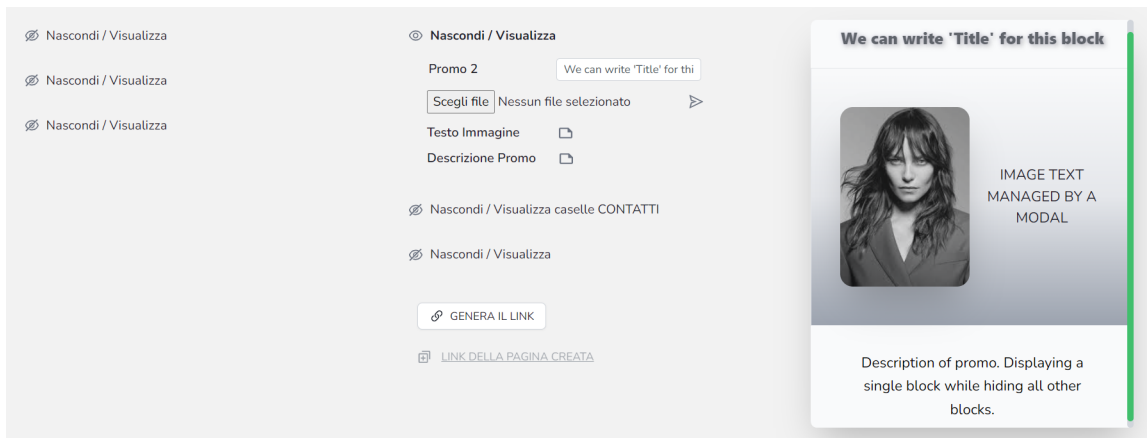 Nascondi / Visualizza
Nascondi / Visualizza
Nascondi / Visualizza
Nascondi / Visualizza
Promo 2
We can write 'Title' for thi
Scegli file Nessun file selezionato
Testo Immagine
Descrizione Promo
Nascondi / Visualizza caselle CONTATTI
Nascondi / Visualizza
GENERA IL LINK
LINK DELLA PAGINA CREATA
We can write 'Title' for this block
IMAGE TEXT
MANAGED BY A
MODAL
Description of promo. Displaying a
single block while hiding all other
blocks.